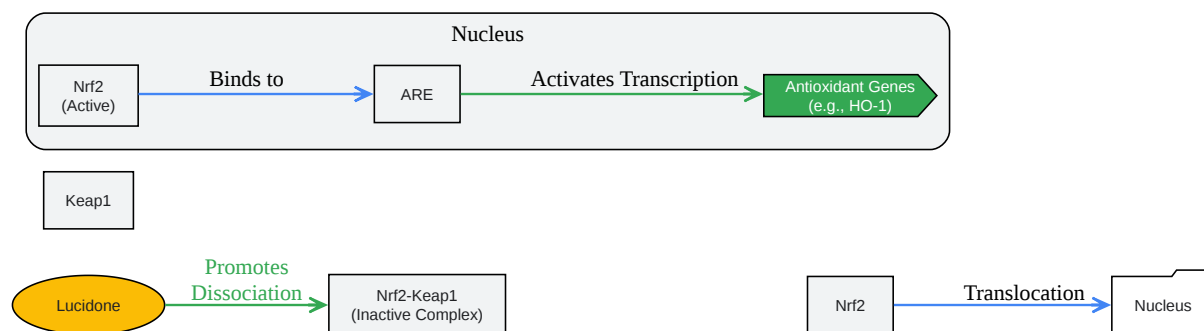 Nucleus
Nrf2
(Active)
Binds to
ARE
Activates Transcription
Antioxidant Genes
(e.g., HO-1)
Keap1
Lucidone
Promotes
Dissociation
Nrf2-Keap1
(Inactive Complex)
Nrf2
Translocation
Nucleus